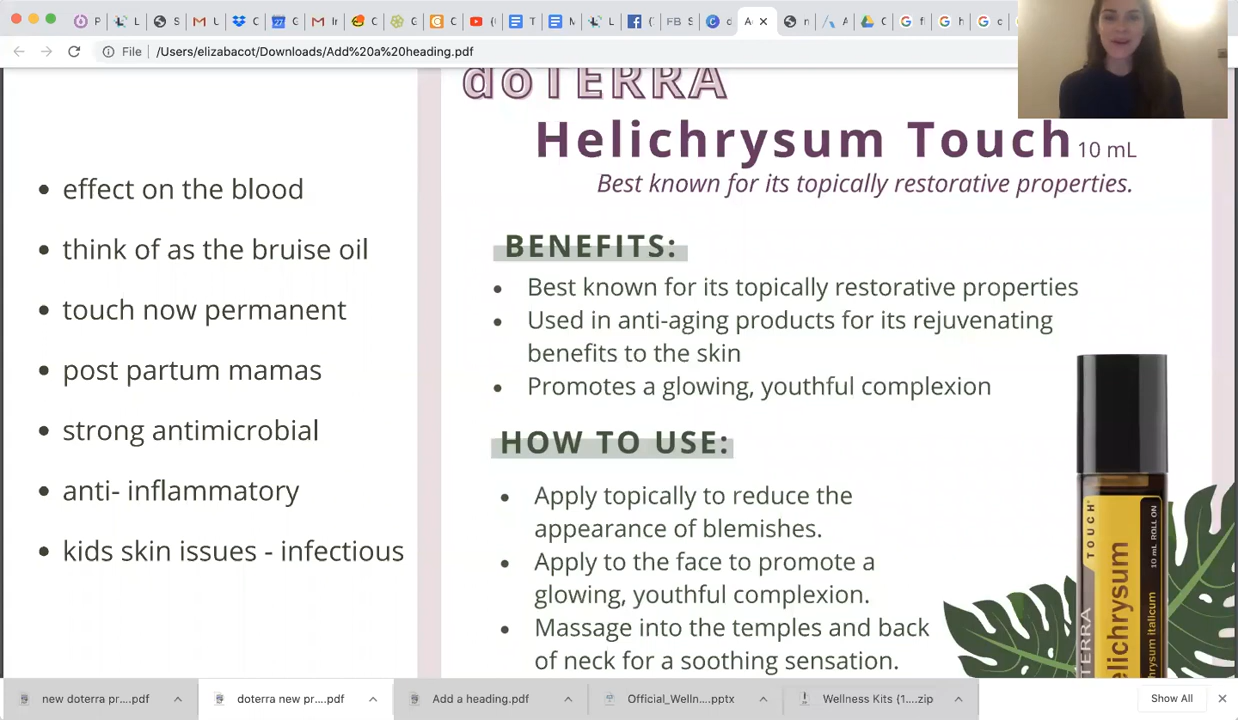 File
/Users/elizabacot/Downloads/Add%20a%20heading.pdf
effect on the blood
think of as the bruise oil
touch now permanent
post partum mamas
strong antimicrobial
anti- inflammatory
kids skin issues - infectious
doTERRA
Helichrysum Touch 10 mL
Best known for its topically restorative properties.
BENEFITS:
Best known for its topically restorative properties
Used in anti-aging products for its rejuvenating
benefits to the skin
Promotes a glowing, youthful complexion
HOW TO USE:
Apply topically to reduce the
appearance of blemishes.
Apply to the face to promote a
glowing, youthful complexion.
Massage into the temples and back
of neck for a soothing sensation.
TOUCH
10 mL ROLL ON
new doterra pr....pdf
doterra new pr....pdf
Add a heading.pdf
Official_Welln....pptx
Wellness Kits {1....zip
Show All